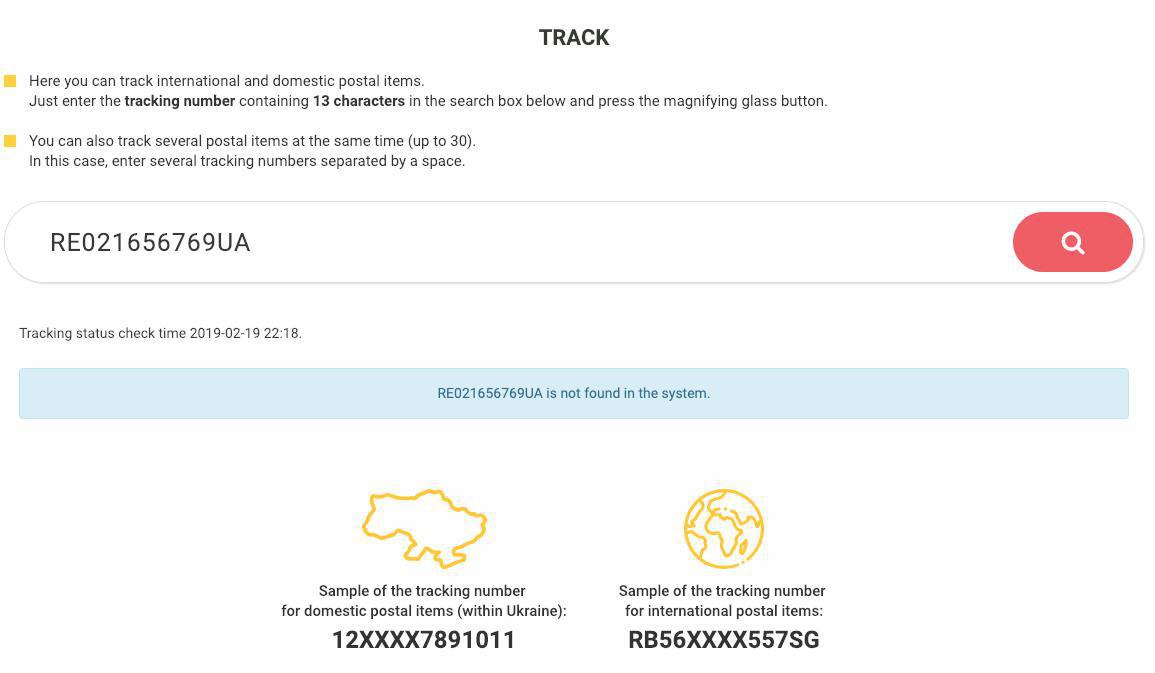 TRACK
Here you can track international and domestic postal items.
Just enter the tracking number containing 13 characters in the search box below and press the magnifying glass button.
You can also track several postal items at the same time (up to 30).
In this case, enter several tracking numbers separated by a space.
RE021656769UA
Tracking status check time 2019-02-19 22:18.
RE021656769UA is not found in the system.
Sample of the tracking number
for domestic postal items (within Ukraine):
12XXXX7891011
Sample of the tracking number
for international postal items:
RB56XXXX557SG